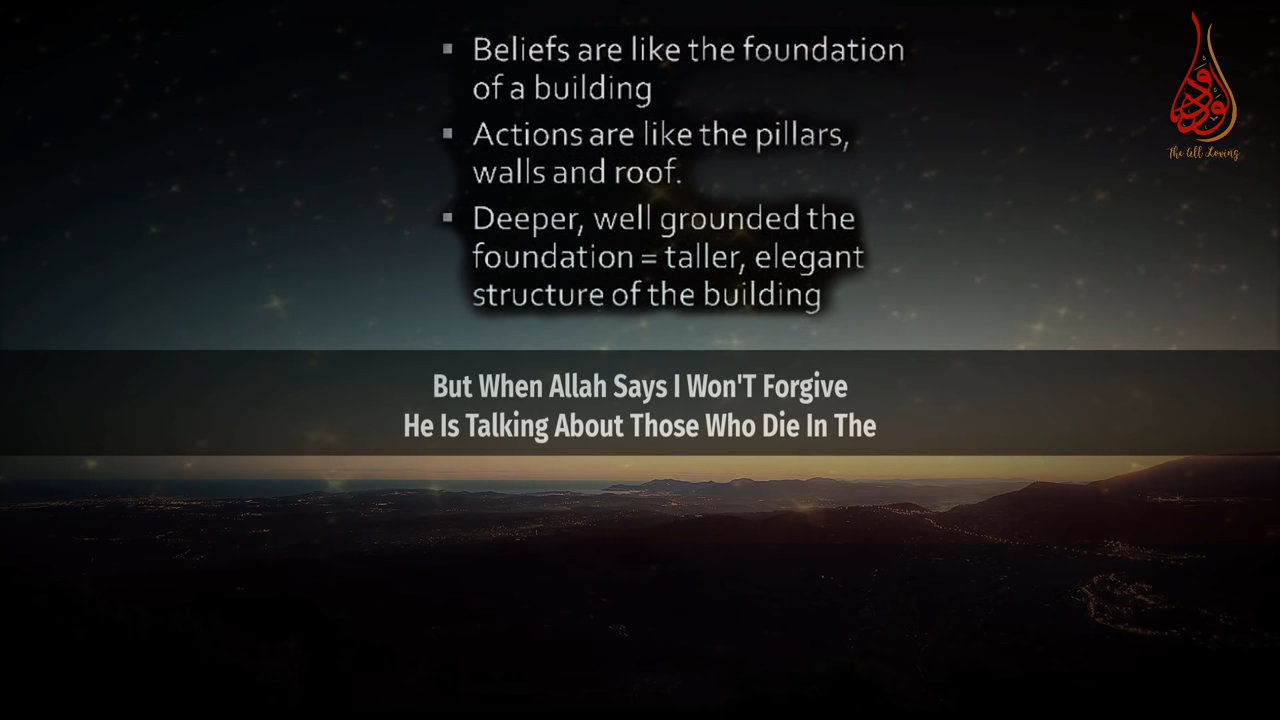 ▪ Beliefs are like the foundation
of a building
▪ Actions are like the pillars,
walls and roof.
▪ Deeper, well grounded the
foundation = taller, elegant
structure of the building
الودود
The All Loving
But When Allah Says I Won'T Forgive
He Is Talking About Those Who Die In The